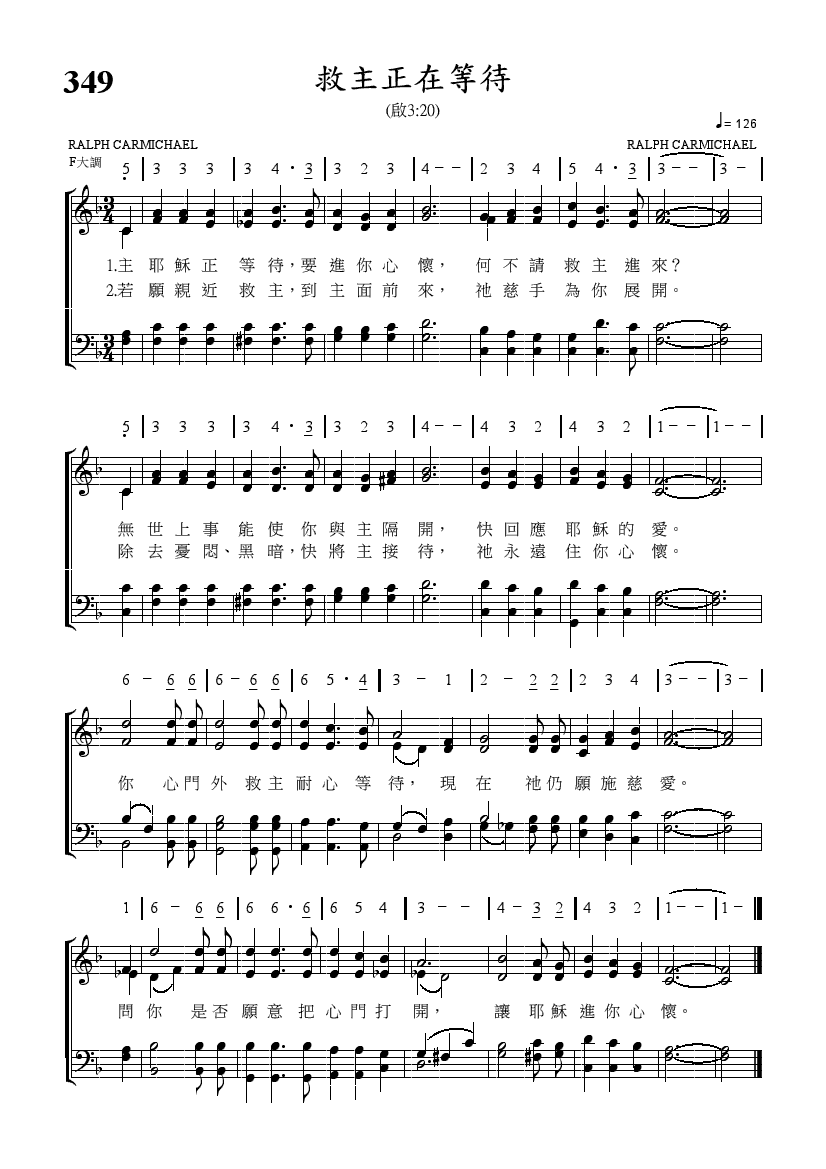 349
救主正在等待
(啟3:20)
♩= 126
RALPH CARMICHAEL RALPH CARMICHAEL
F大調 5 | 3 3 3 | 3 4 · 3 | 3 2 3 | 4 – – | 2 3 4 | 5 4 · 3 | 3 – – | 3 – |
3/4
1.主 耶 穌 正 等 待，要 進 你 心 懷， 何 不 請 救 主 進 來？
2.若 願 親 近 救 主，到 主 面 前 來， 祂 慈 手 為 你 展 開。
3/4
5 | 3 3 3 | 3 4 · 3 | 3 2 3 | 4 – – | 4 3 2 | 4 3 2 | 1 – – | 1 – – |
無 世 上 事 能 使 你 與 主 隔 開， 快 回 應 耶 穌 的 愛。
除 去 憂 悶、黑 暗，快 將 主 接 待， 祂 永 遠 住 你 心 懷。
6 – 6 6 | 6 – 6 6 | 6 5 · 4 | 3 – 1 | 2 – 2 2 | 2 3 4 | 3 – – | 3 – |
你 心 門 外 救 主 耐 心 等 待， 現 在 祂 仍 願 施 慈 愛。
1 | 6 – 6 6 | 6 6 · 6 | 6 5 4 | 3 – – | 4 – 3 2 | 4 3 2 | 1 – – | 1 –
問 你 是 否 願 意 把 心 門 打 開， 讓 耶 穌 進 你 心 懷。